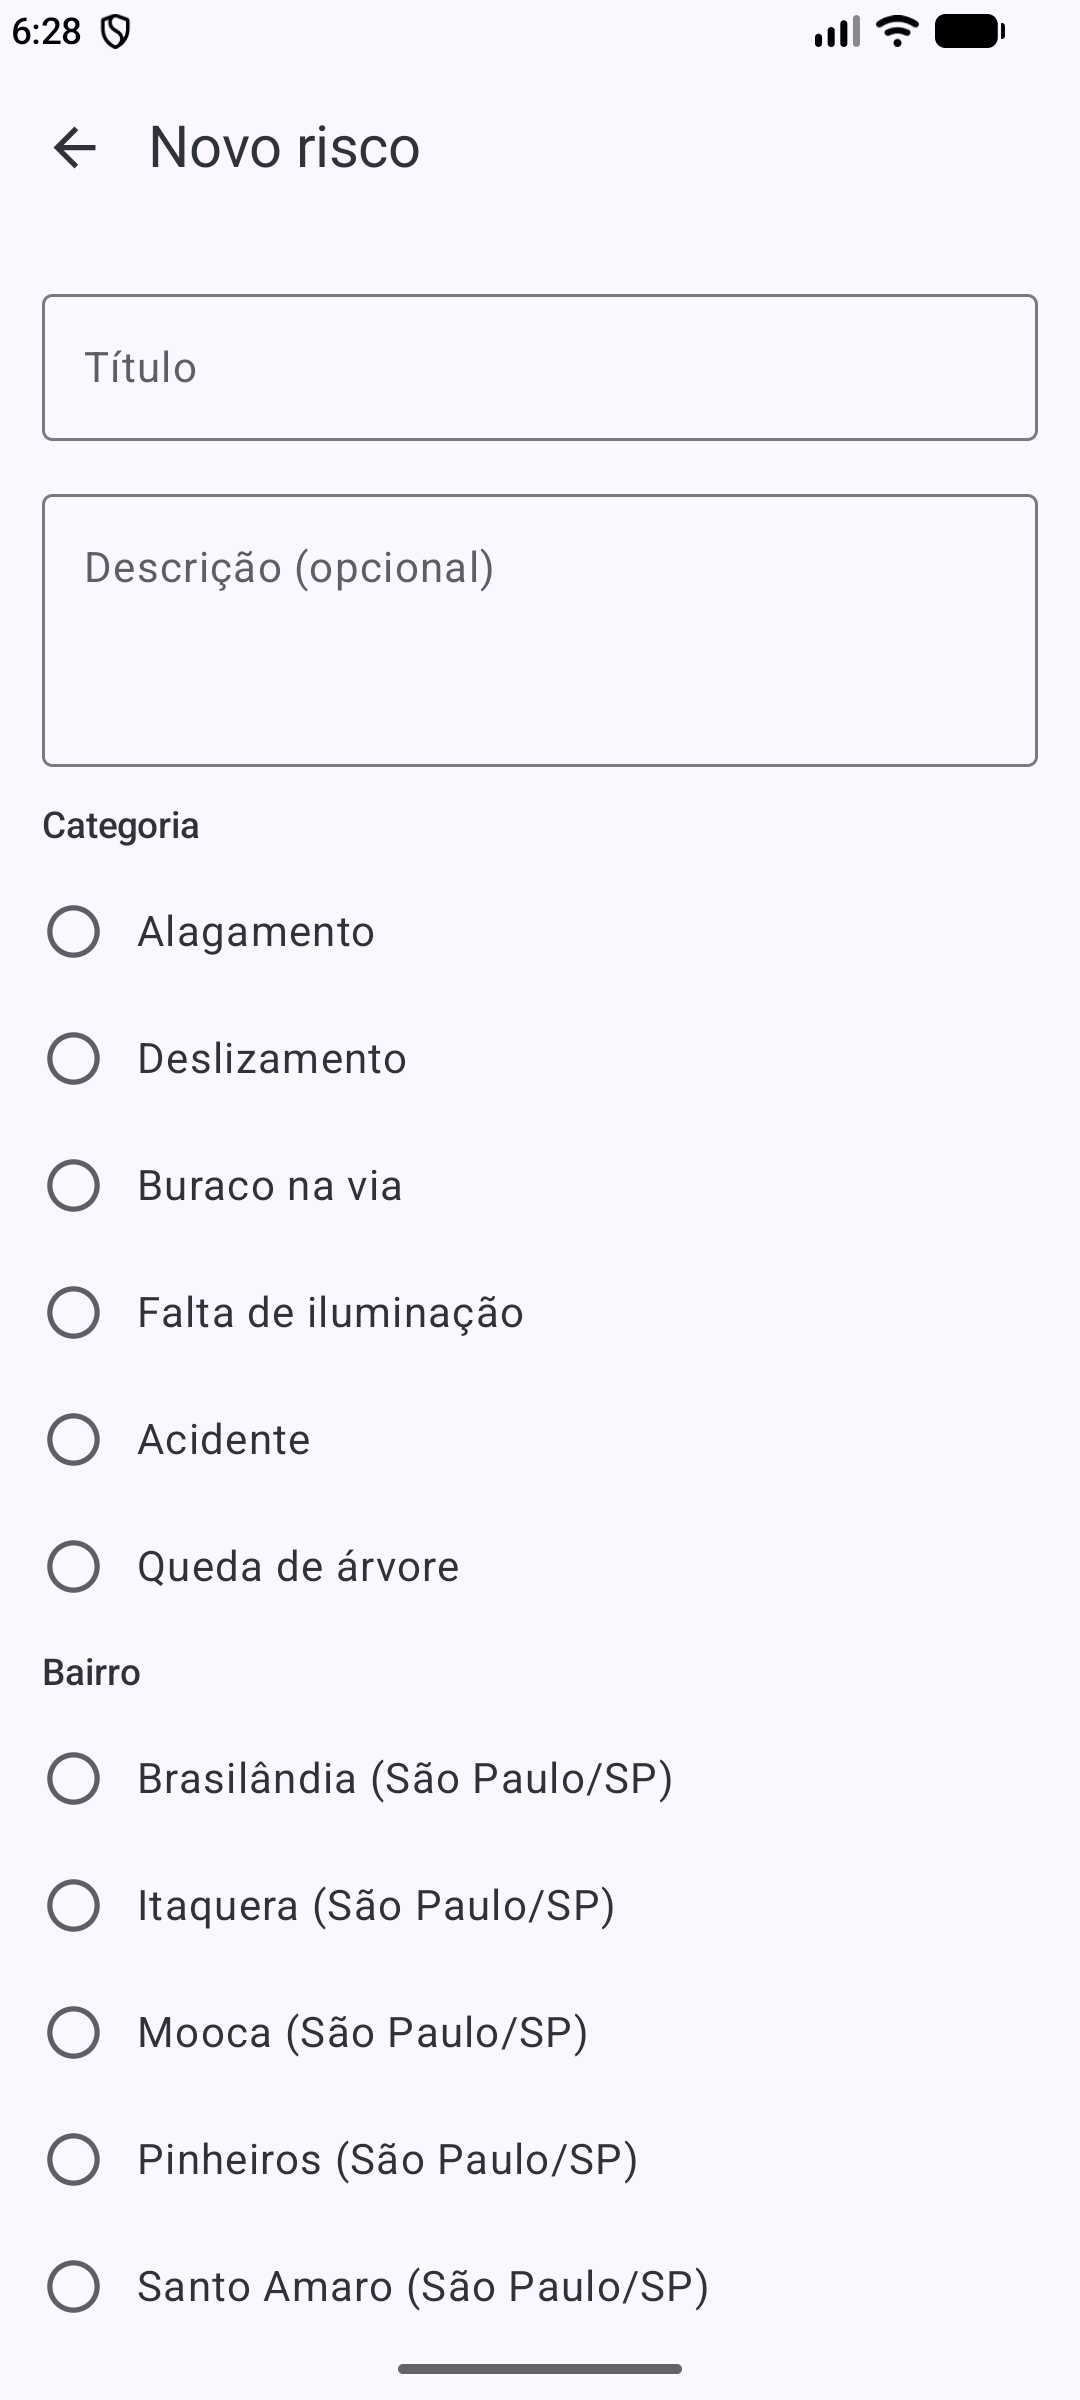 6:28
Novo risco
Título
Descrição (opcional)
Categoria
Alagamento
Deslizamento
Buraco na via
Falta de iluminação
Acidente
Queda de árvore
Bairro
Brasilândia (São Paulo/SP)
Itaquera (São Paulo/SP)
Mooca (São Paulo/SP)
Pinheiros (São Paulo/SP)
Santo Amaro (São Paulo/SP)